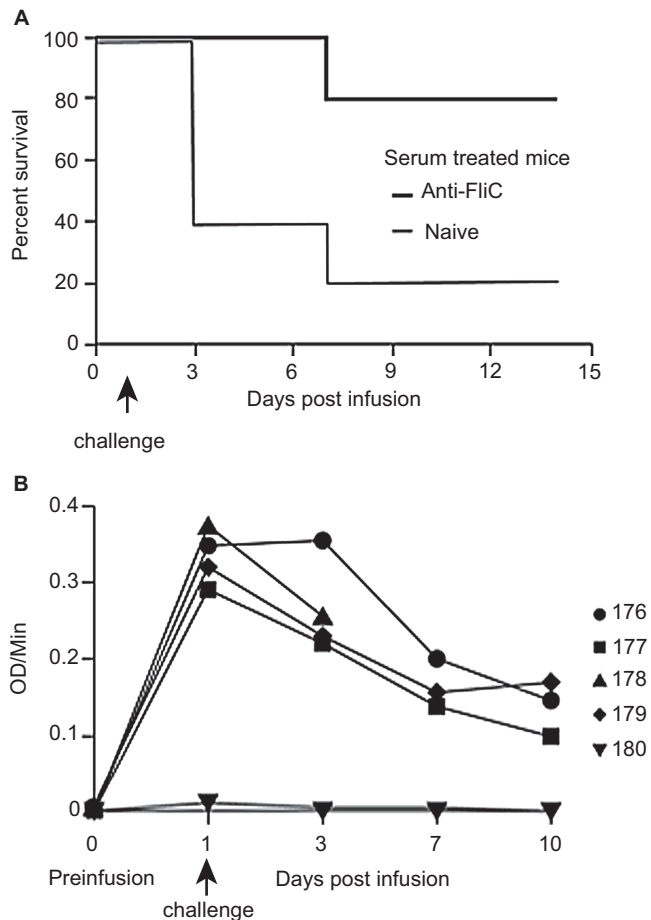 A
100
80
60
40
20
0
Percent survival
Serum treated mice
Anti-FliC
Naive
0 3 6 9 12 15
Days post infusion
challenge
B
0.4
0.3
0.2
0.1
0
OD/Min
176
177
178
179
180
0 1 3 7 10
Preinfusion Days post infusion
challenge